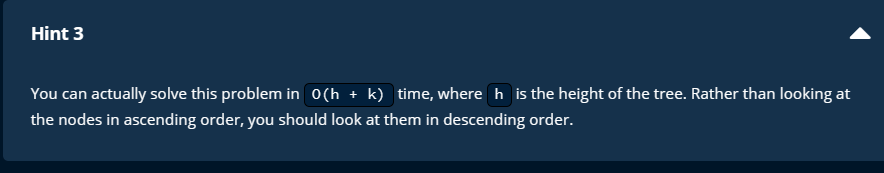 Hint 3
You can actually solve this problem in O(h + k) time, where h is the height of the tree. Rather than looking at
the nodes in ascending order, you should look at them in descending order.